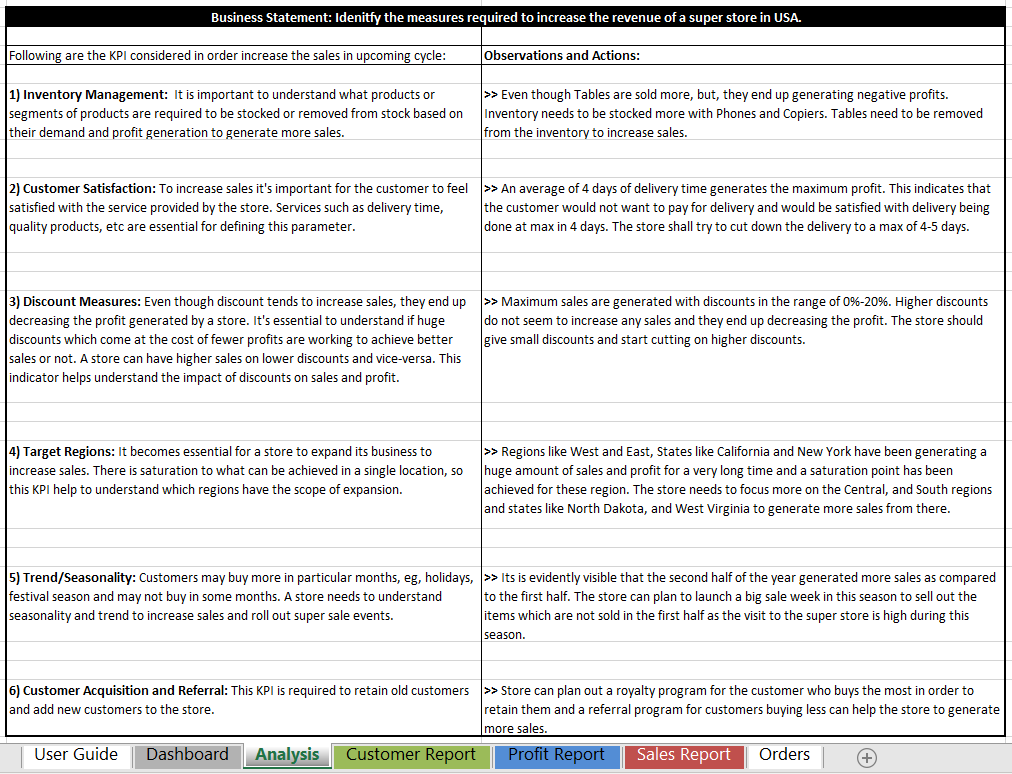 Business Statement: Idenitfy the measures required to increase the revenue of a super store in USA.
Following are the KPI considered in order increase the sales in upcoming cycle:
Observations and Actions:
1) Inventory Management: It is important to understand what products or
segments of products are required to be stocked or removed from stock based on
their demand and profit generation to generate more sales.
>> Even though Tables are sold more, but, they end up generating negative profits.
Inventory needs to be stocked more with Phones and Copiers. Tables need to be removed
from the inventory to increase sales.
2) Customer Satisfaction: To increase sales it's important for the customer to feel
satisfied with the service provided by the store. Services such as delivery time,
quality products, etc are essential for defining this parameter.
>> An average of 4 days of delivery time generates the maximum profit. This indicates that
the customer would not want to pay for delivery and would be satisfied with delivery being
done at max in 4 days. The store shall try to cut down the delivery to a max of 4-5 days.
3) Discount Measures: Even though discount tends to increase sales, they end up
decreasing the profit generated by a store. It's essential to understand if huge
discounts which come at the cost of fewer profits are working to achieve better
sales or not. A store can have higher sales on lower discounts and vice-versa. This
indicator helps understand the impact of discounts on sales and profit.
>> Maximum sales are generated with discounts in the range of 0%-20%. Higher discounts
do not seem to increase any sales and they end up decreasing the profit. The store should
give small discounts and start cutting on higher discounts.
4) Target Regions: It becomes essential for a store to expand its business to
increase sales. There is saturation to what can be achieved in a single location, so
this KPI help to understand which regions have the scope of expansion.
>> Regions like West and East, States like California and New York have been generating a
huge amount of sales and profit for a very long time and a saturation point has been
achieved for these region. The store needs to focus more on the Central, and South regions
and states like North Dakota, and West Virginia to generate more sales from there.
5) Trend/Seasonality: Customers may buy more in particular months, eg, holidays,
festival season and may not buy in some months. A store needs to understand
seasonality and trend to increase sales and roll out super sale events.
>> Its is evidently visible that the second half of the year generated more sales as compared
to the first half. The store can plan to launch a big sale week in this season to sell out the
items which are not sold in the first half as the visit to the super store is high during this
season.
6) Customer Acquisition and Referral: This KPI is required to retain old customers
and add new customers to the store.
>> Store can plan out a royalty program for the customer who buys the most in order to
retain them and a referral program for customers buying less can help the store to generate
more sales.
User Guide Dashboard Analysis Customer Report Profit Report Sales Report Orders